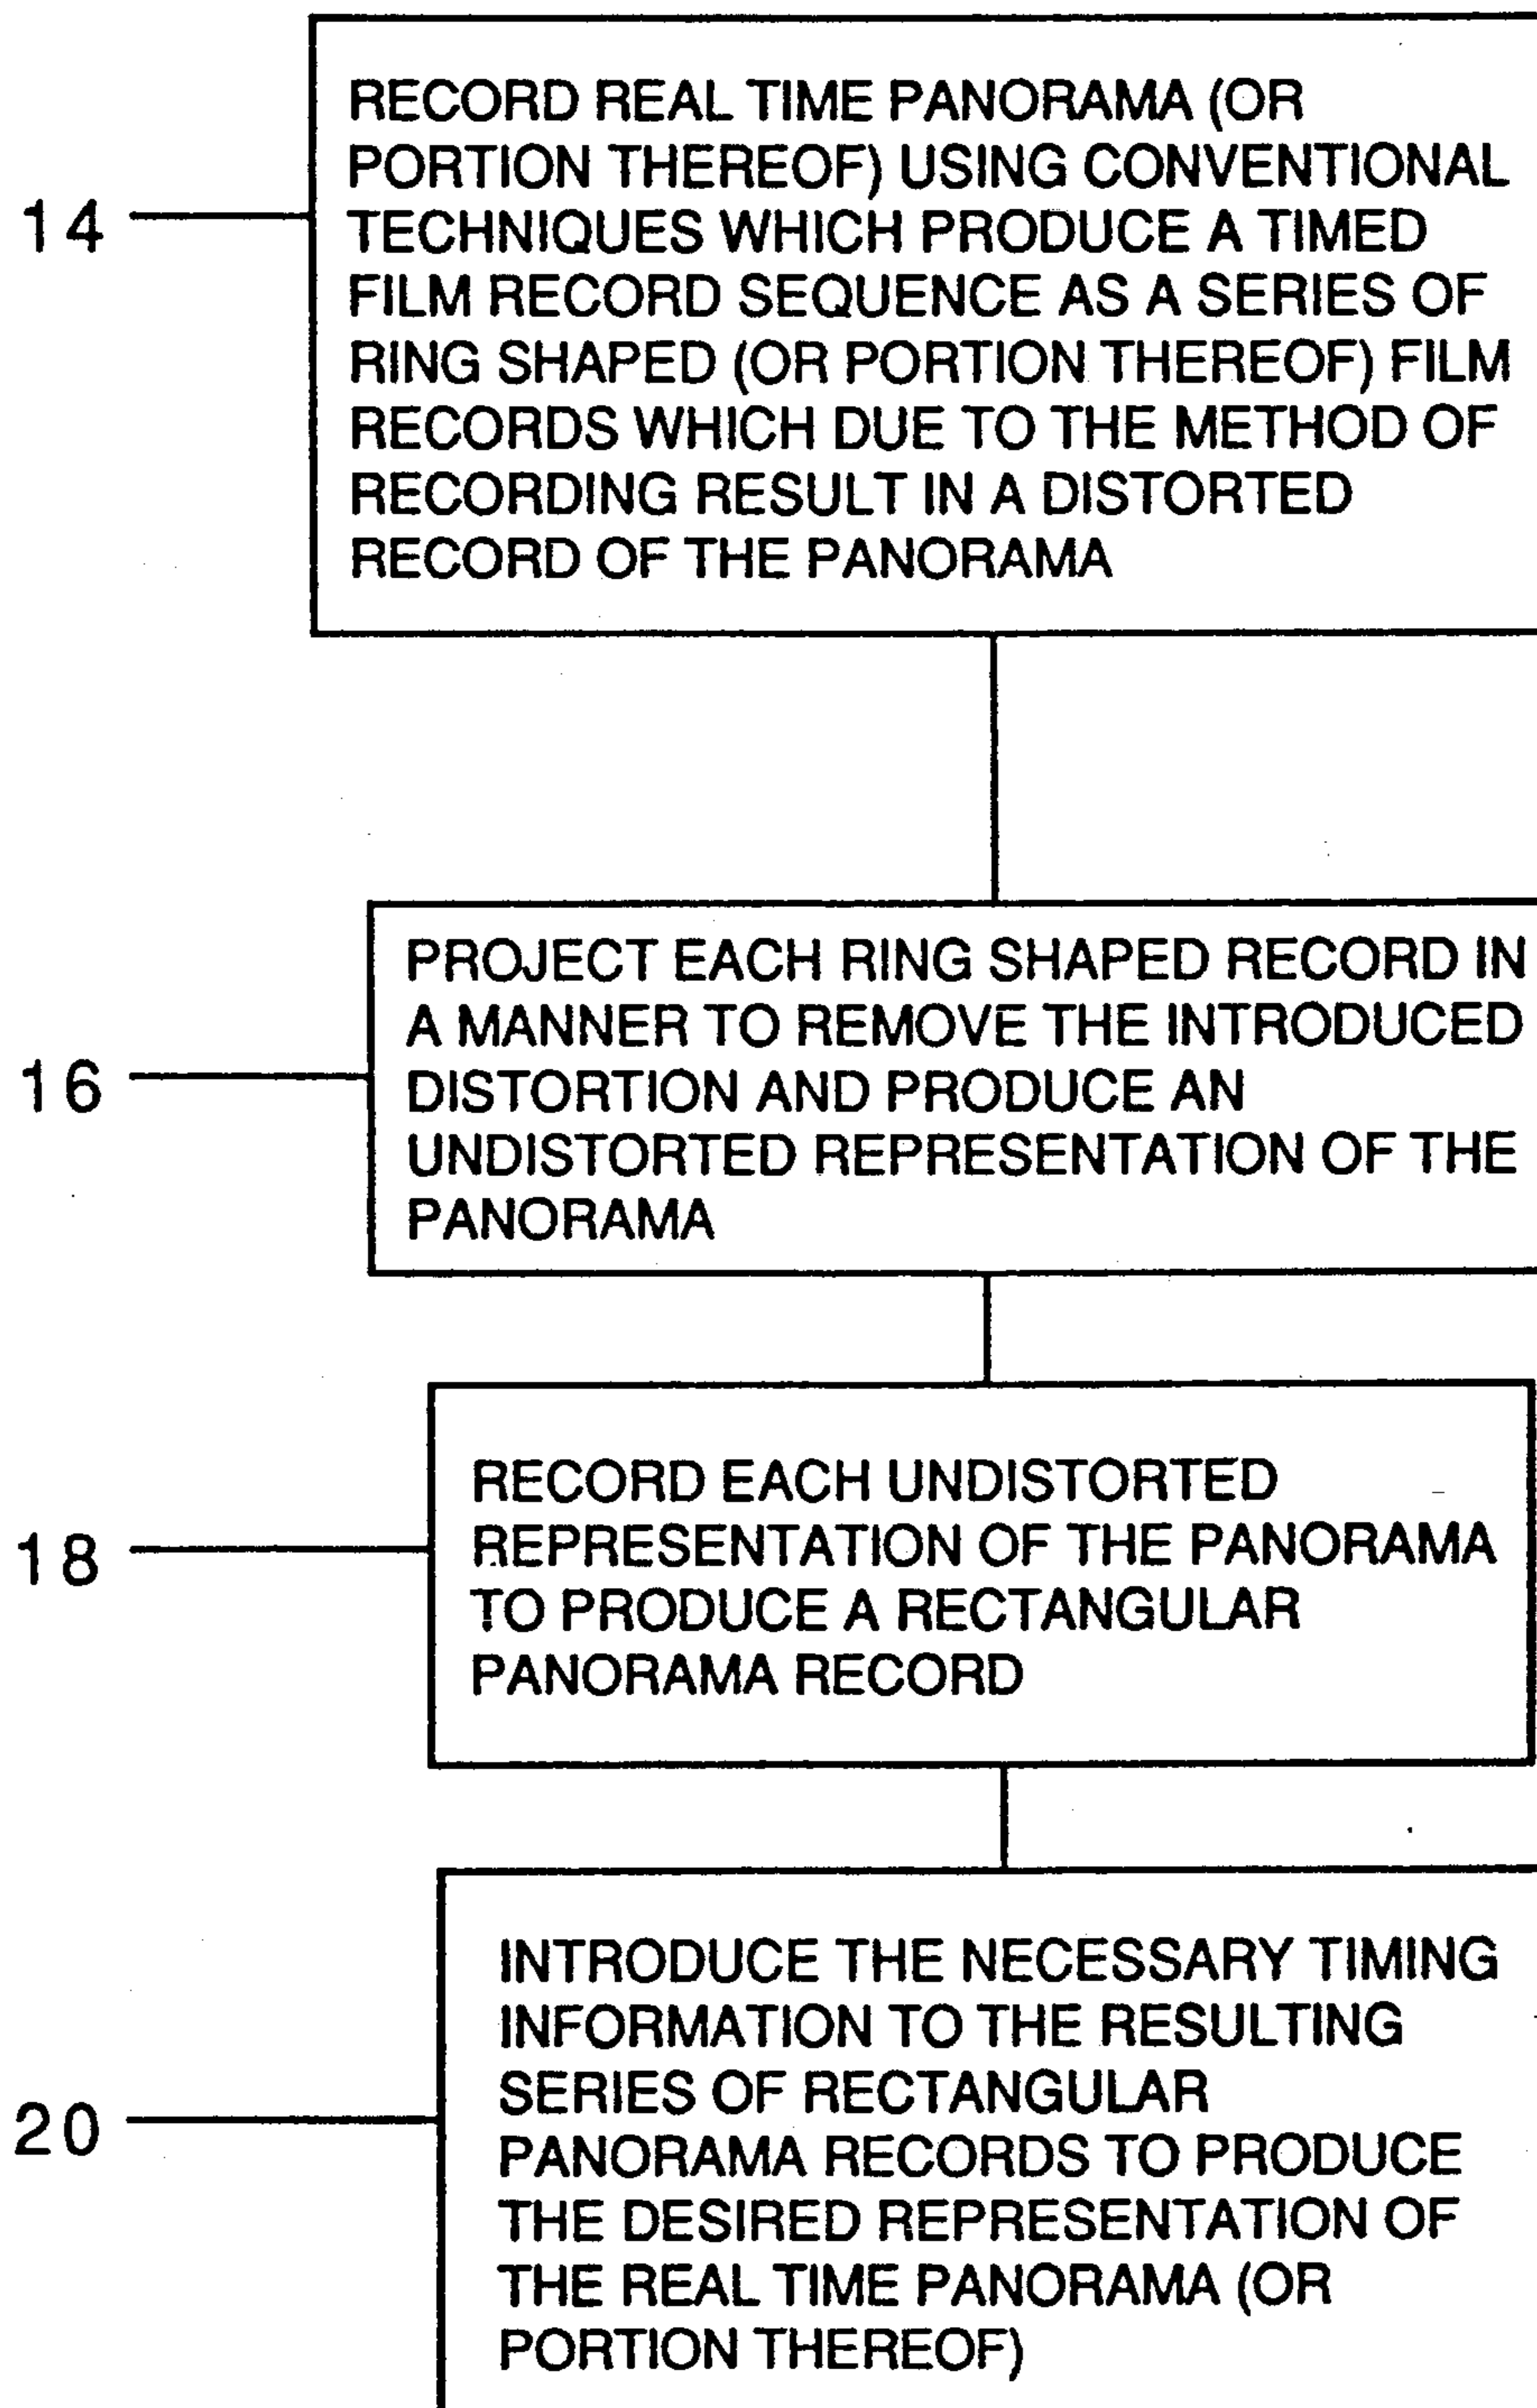 14
RECORD REAL TIME PANORAMA (OR
PORTION THEREOF) USING CONVENTIONAL
TECHNIQUES WHICH PRODUCE A TIMED
FILM RECORD SEQUENCE AS A SERIES OF
RING SHAPED (OR PORTION THEREOF) FILM
RECORDS WHICH DUE TO THE METHOD OF
RECORDING RESULT IN A DISTORTED
RECORD OF THE PANORAMA
16
PROJECT EACH RING SHAPED RECORD IN
A MANNER TO REMOVE THE INTRODUCED
DISTORTION AND PRODUCE AN
UNDISTORTED REPRESENTATION OF THE
PANORAMA
18
RECORD EACH UNDISTORTED
REPRESENTATION OF THE PANORAMA
TO PRODUCE A RECTANGULAR
PANORAMA RECORD
20
INTRODUCE THE NECESSARY TIMING
INFORMATION TO THE RESULTING
SERIES OF RECTANGULAR
PANORAMA RECORDS TO PRODUCE
THE DESIRED REPRESENTATION OF
THE REAL TIME PANORAMA (OR
PORTION THEREOF)